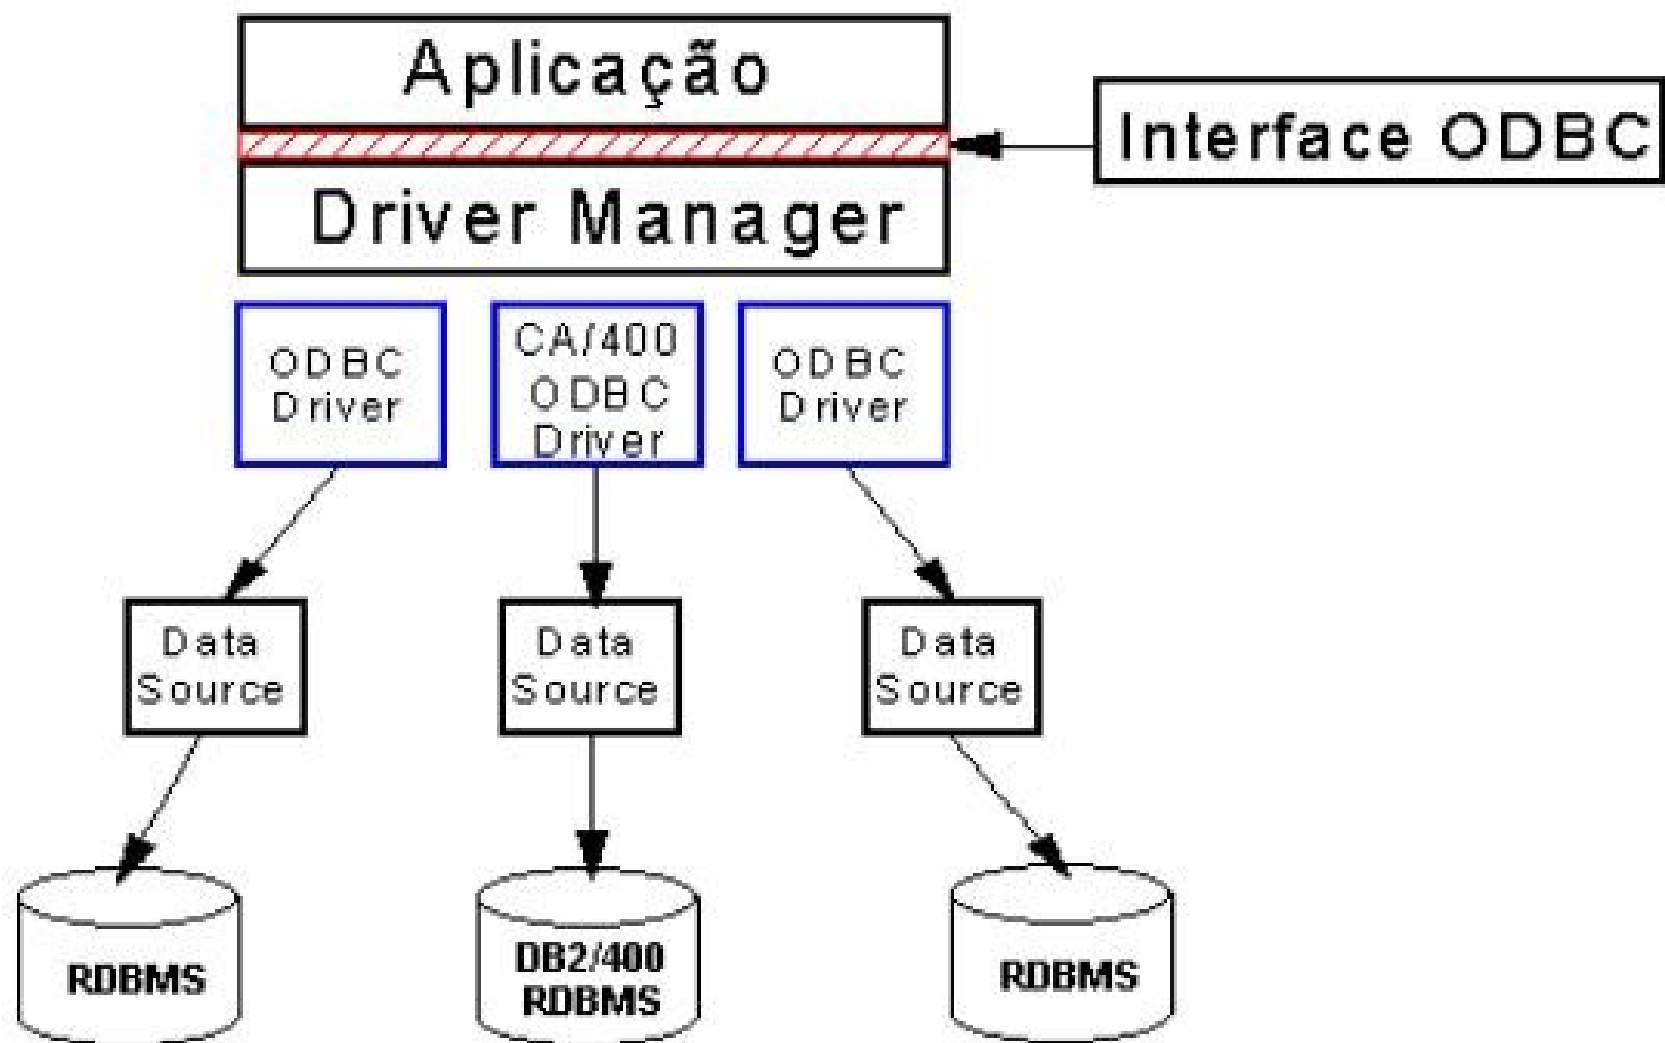 Aplicação
Interface ODBC
Driver Manager
ODBC
Driver
CA/400
ODBC
Driver
ODBC
Driver
Data
Source
Data
Source
Data
Source
RDBMS
DB2/400
RDBMS
RDBMS